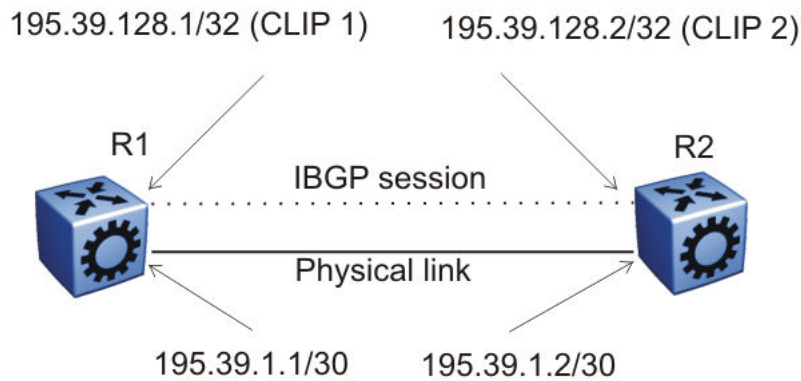 195.39.128.1/32 (CLIP 1)
195.39.128.2/32 (CLIP 2)
R1
R2
IBGP session
Physical link
195.39.1.1/30
195.39.1.2/30